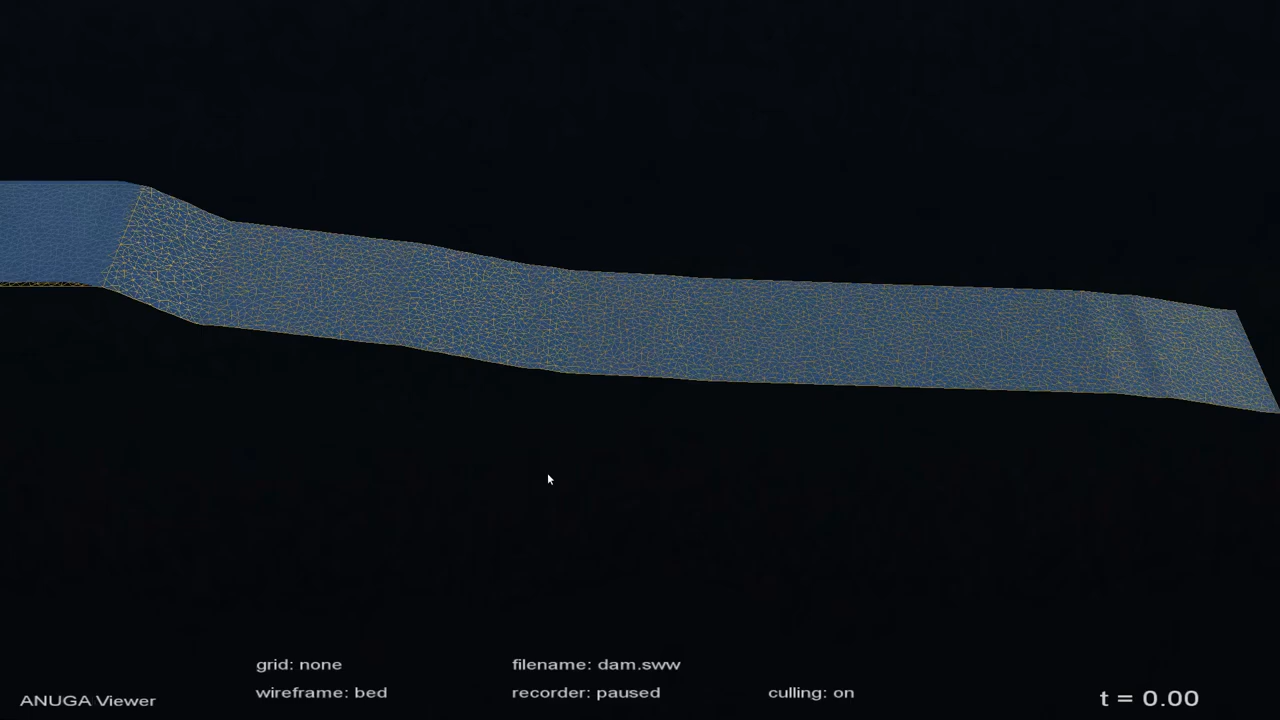 grid: none
filename: dam.sww
ANUGA Viewer
wireframe: bed
recorder: paused
culling: on
t = 0.00